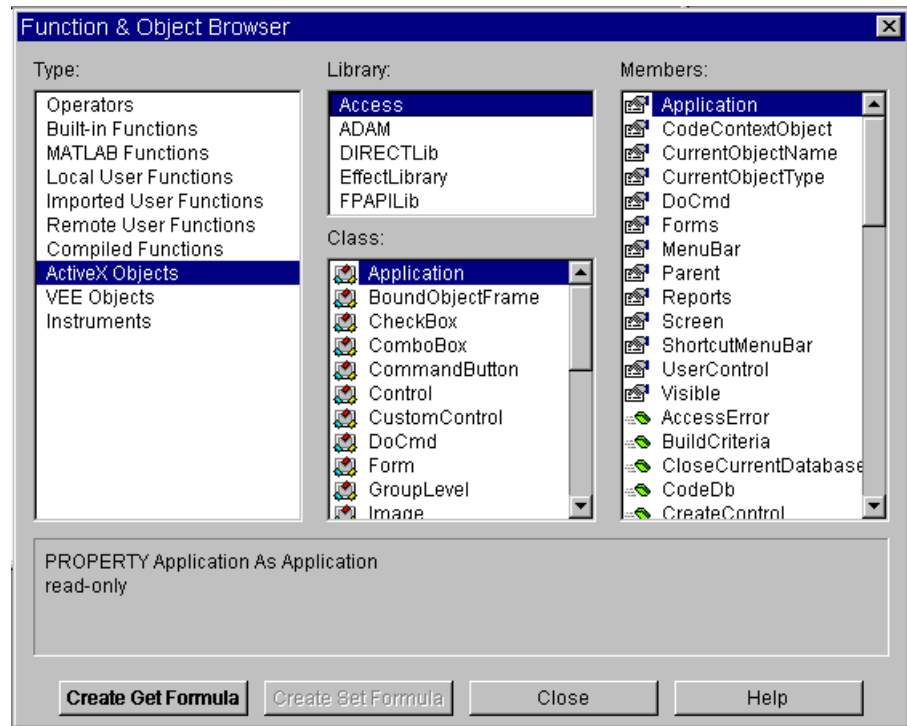 Function & Object Browser
Type:
Operators
Built-in Functions
MATLAB Functions
Local User Functions
Imported User Functions
Remote User Functions
Compiled Functions
ActiveX Objects
VEE Objects
Instruments
Library:
Access
ADAM
DIRECTLib
EffectLibrary
FPAPILib
Class:
Application
BoundObjectFrame
CheckBox
ComboBox
CommandButton
Control
CustomControl
DoCmd
Form
GroupLevel
Image
Members:
Application
CodeContextObject
CurrentObjectName
CurrentObjectType
DoCmd
Forms
MenuBar
Parent
Reports
Screen
ShortcutMenuBar
UserControl
Visible
AccessError
BuildCriteria
CloseCurrentDatabase
CodeDb
CreateControl
PROPERTY Application As Application
read-only
Create Get Formula
Create Set Formula
Close
Help